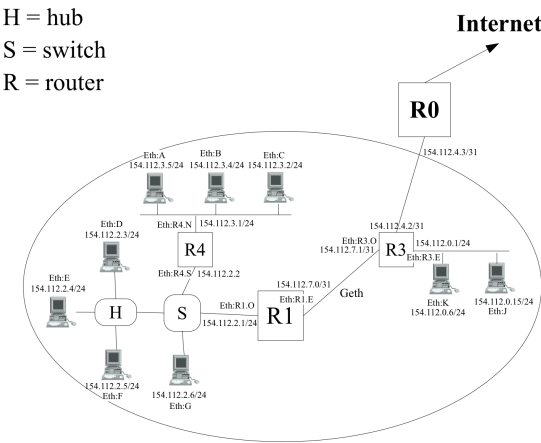 H = hub
S = switch
R = router
Internet
R0
154.112.4.3/31
Eth:A
154.112.3.5/24
Eth:B
154.112.3.4/24
Eth:C
154.112.3.2/24
Eth:R4.N
154.112.3.1/24
R4
Eth:R4.S
154.112.2.2
Eth:D
154.112.2.3/24
Eth:E
154.112.2.4/24
H
S
154.112.2.5/24
Eth:F
154.112.2.6/24
Eth:G
Eth:R1.O
154.112.2.1/24
R1
154.112.7.0/31
Eth:R1.E
Geth
Eth:R3.O
154.112.7.1/31
154.112.4.2/31
R3
154.112.0.1/24
Eth:R3.E
Eth:K
154.112.0.6/24
154.112.0.15/24
Eth:J